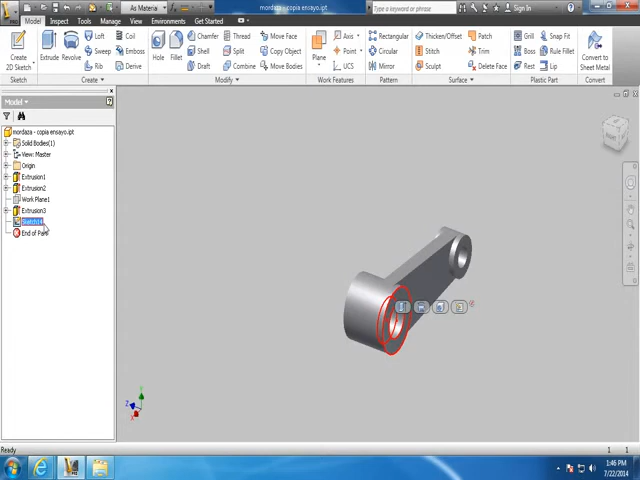 PRO
As Material
mordaza - copia ensayo.ipt
Sign In
Model Inspect Tools Manage View Environments Get Started
Create 2D Sketch
Extrude
Revolve
Loft
Sweep
Rib
Coil
Emboss
Derive
Hole
Fillet
Chamfer
Shell
Draft
Thread
Split
Combine
Move Face
Copy Object
Move Bodies
Plane
Axis
Point
UCS
Rectangular
Circular
Mirror
Thicken/Offset
Stitch
Sculpt
Patch
Trim
Delete Face
Grill
Boss
Rest
Snap Fit
Rule Fillet
Lip
Convert to Sheet Metal
Sketch
Create
Modify
Work Features
Pattern
Surface
Plastic Part
Convert
Model
mordaza - copia ensayo.ipt
Solid Bodies(1)
View: Master
Origin
Extrusion1
Extrusion2
Work Plane1
Extrusion3
Sketch14
End of Part
Y
Z
X
Ready
1 1
1:46 PM
7/22/2014